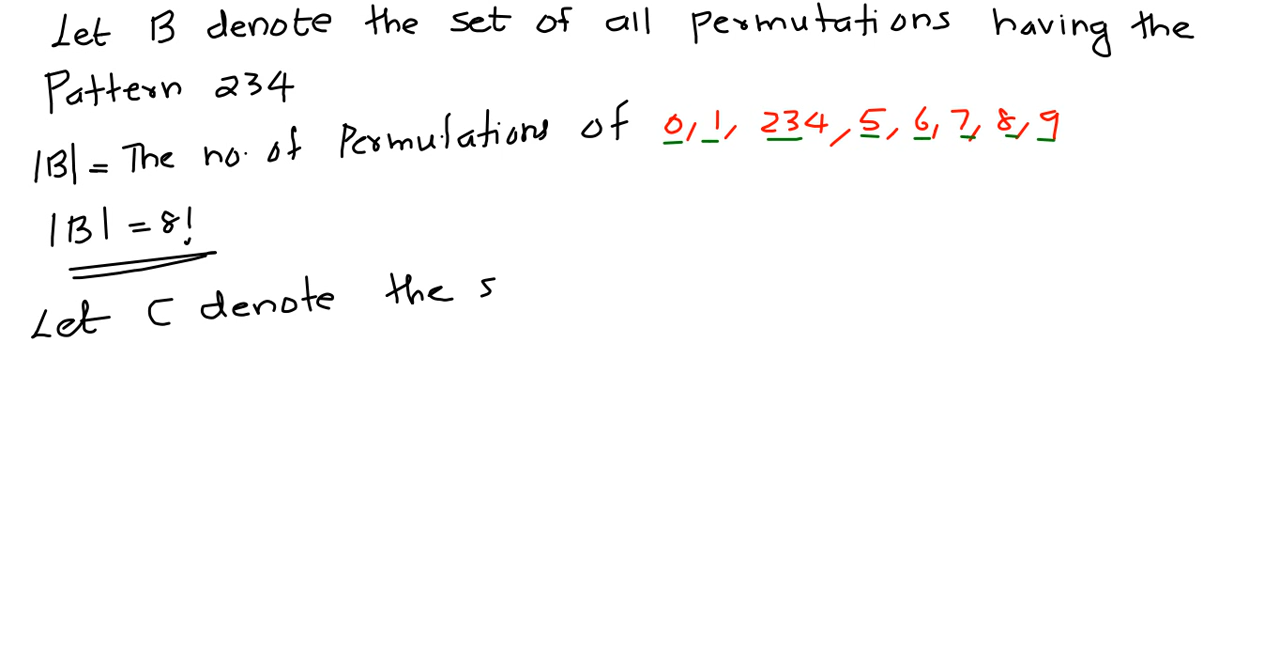 Let B denote the set of all permutations having the
Pattern 234
|B| = The no. of Permutations of 0, 1, 234, 5, 6, 7, 8, 9
|B| = 8!
Let C denote the s